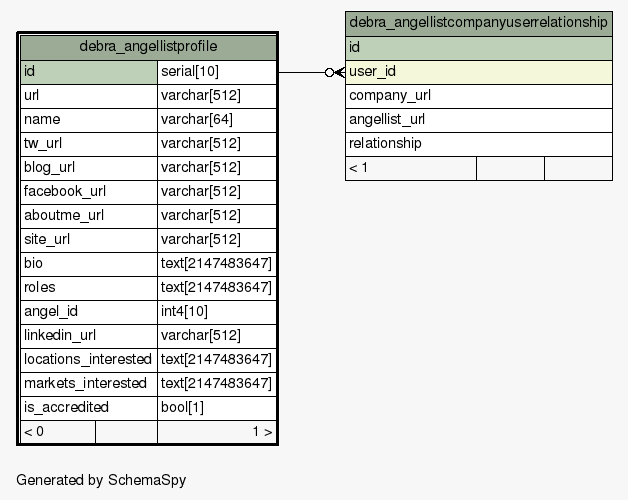 debra_angellistprofile
id serial[10]
url varchar[512]
name varchar[64]
tw_url varchar[512]
blog_url varchar[512]
facebook_url varchar[512]
aboutme_url varchar[512]
site_url varchar[512]
bio text[2147483647]
roles text[2147483647]
angel_id int4[10]
linkedin_url varchar[512]
locations_interested text[2147483647]
markets_interested text[2147483647]
is_accredited bool[1]
< 0 1 >
debra_angellistcompanyuserrelationship
id
user_id
company_url
angellist_url
relationship
< 1
Generated by SchemaSpy